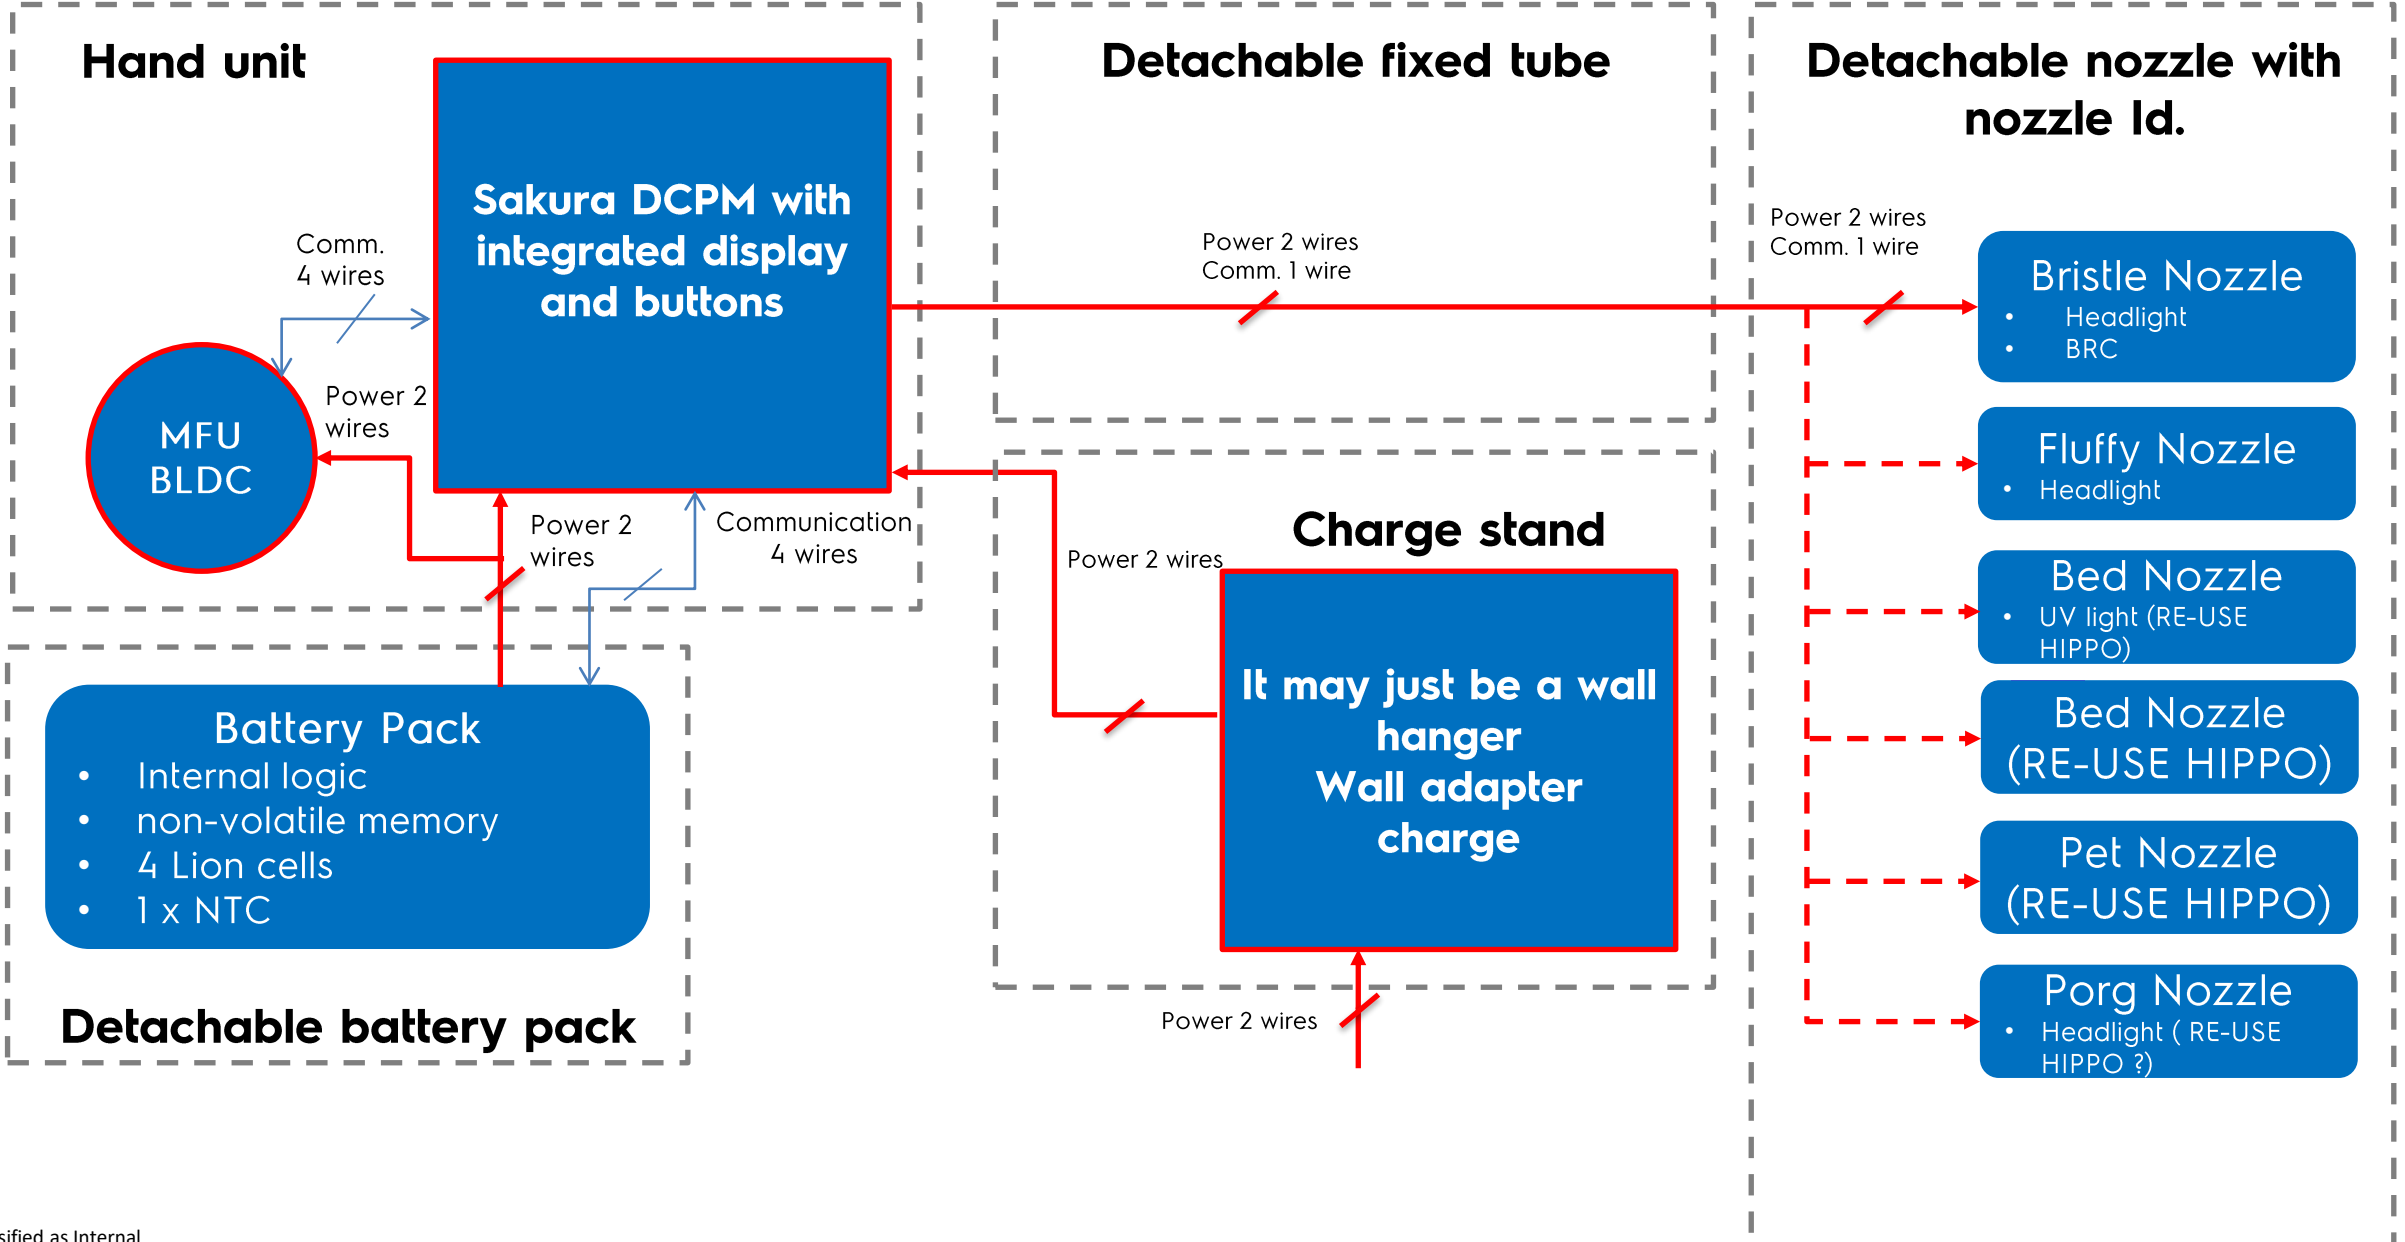 Hand unit
Sakura DCPM with
integrated display
and buttons
Comm.
4 wires
MFU
BLDC
Power 2
wires
Power 2
wires
Communication
4 wires
Battery Pack
• Internal logic
• non-volatile memory
• 4 Lion cells
• 1 x NTC
Detachable battery pack
Detachable fixed tube
Power 2 wires
Comm. 1 wire
Charge stand
Power 2 wires
It may just be a wall
hanger
Wall adapter
charge
Power 2 wires
Detachable nozzle with
nozzle Id.
Power 2 wires
Comm. 1 wire
Bristle Nozzle
• Headlight
• BRC
Fluffy Nozzle
• Headlight
Bed Nozzle
• UV light (RE-USE
HIPPO)
Bed Nozzle
(RE-USE HIPPO)
Pet Nozzle
(RE-USE HIPPO)
Porg Nozzle
• Headlight ( RE-USE
HIPPO ?)
sified as Internal